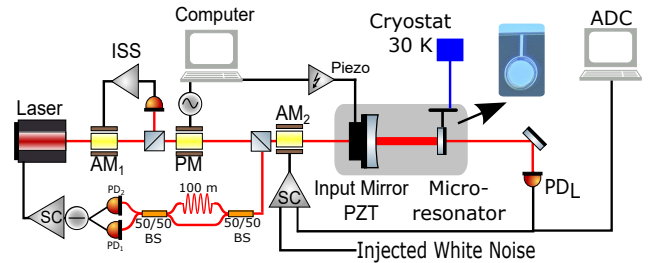 Computer
ADC
Cryostat
30 K
ISS
Piezo
Laser
AM1
PM
AM2
SC
PD2
PD1
50/50
BS
100 m
50/50
BS
SC
Input Mirror
PZT
Micro-
resonator
PDL
Injected White Noise